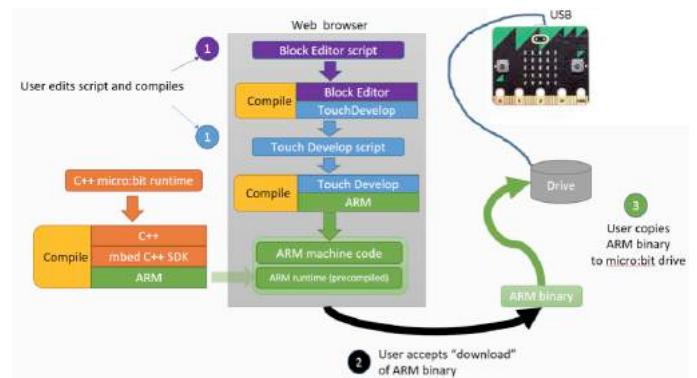 Web browser
USB
1
Block Editor script
User edits script and compiles
Compile
Block Editor
TouchDevelop
1
Touch Develop script
C++ micro:bit runtime
Compile
Touch Develop
ARM
Drive
3
User copies
ARM binary
to micro:bit drive
Compile
C++
mbed C++ SDK
ARM
ARM machine code
ARM runtime (precompiled)
ARM binary
2
User accepts “download”
of ARM binary